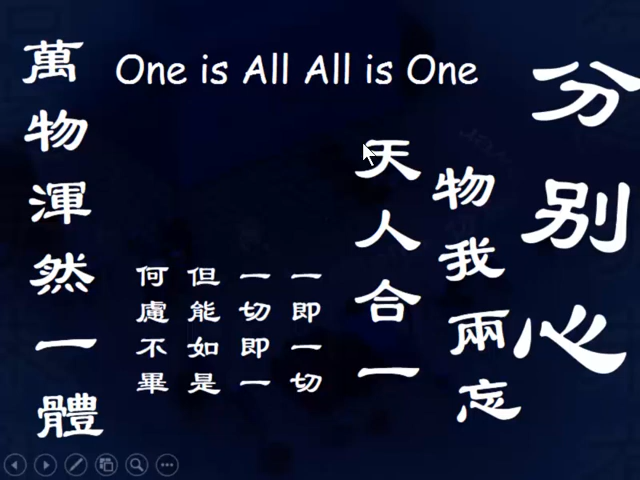 One is All All is One
分别心
物我兩忘
天人合一
一即一切
一切即一
但能如是
何慮不畢
萬物渾然一體